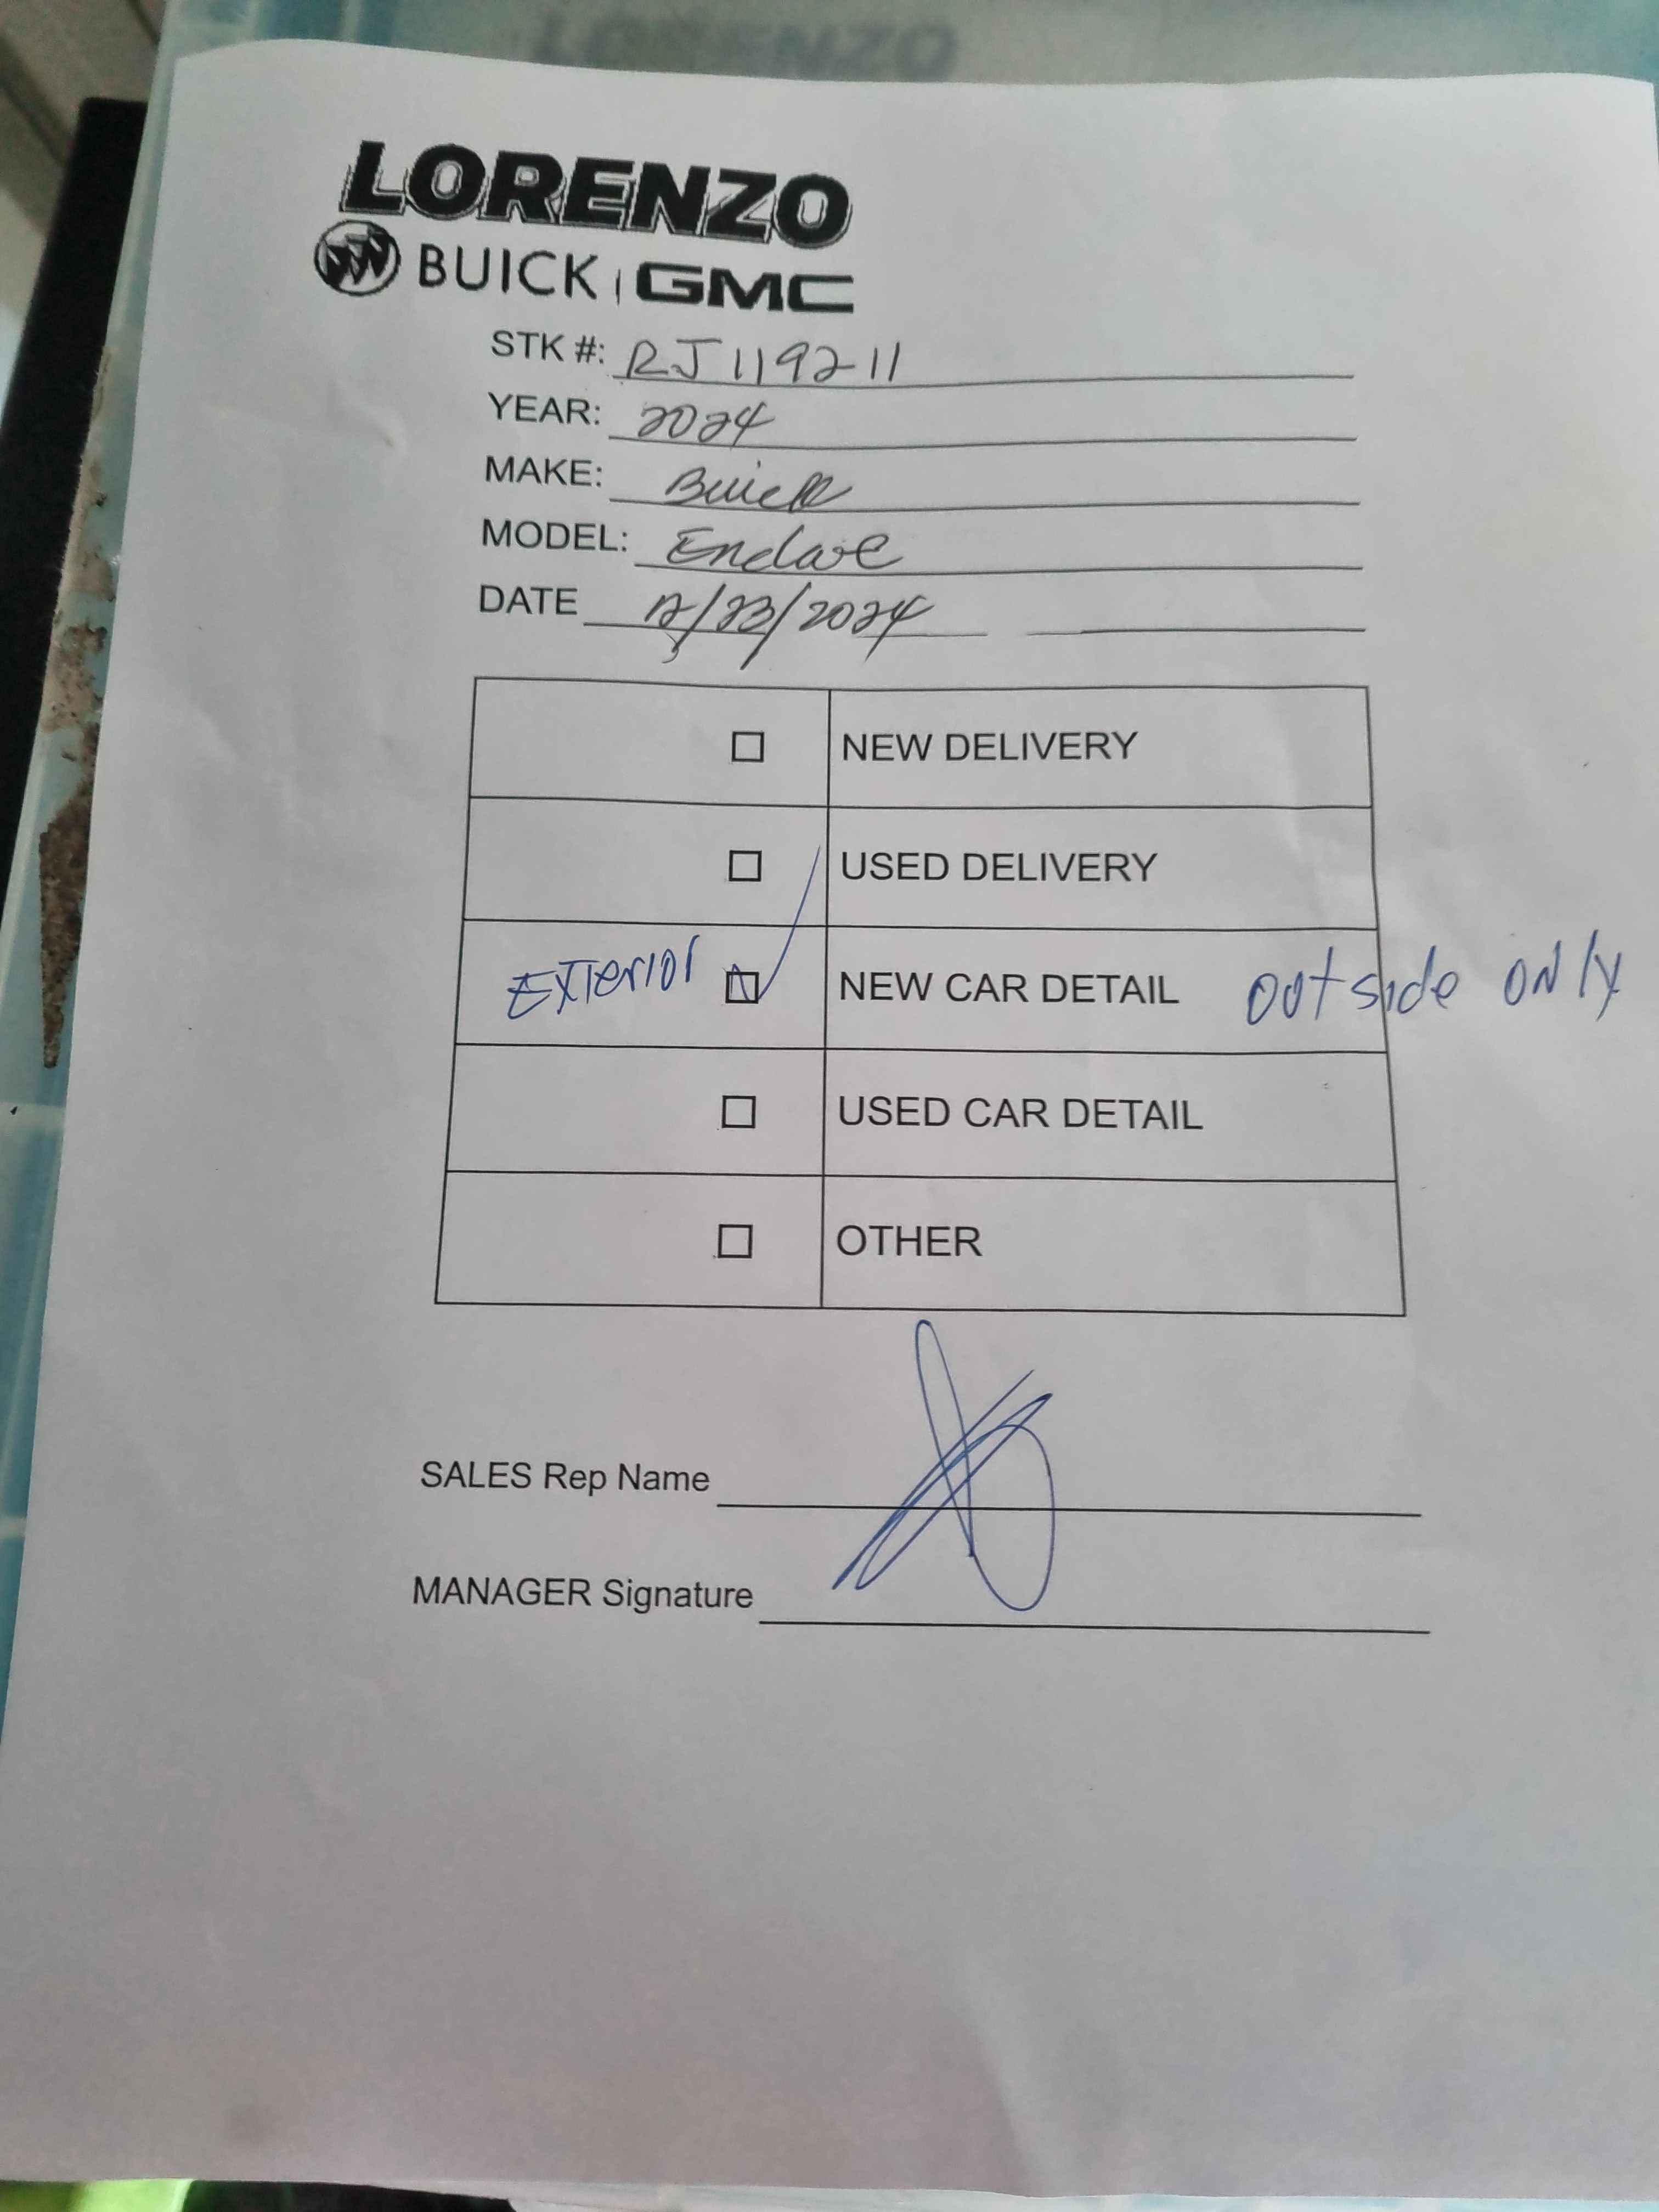 LORENZO
BUICK | GMC
STK #: RJ119211
YEAR: 2024
MAKE: Buick
MODEL: Enclave
DATE 12/23/2024
NEW DELIVERY
USED DELIVERY
Exterior NEW CAR DETAIL outside only
USED CAR DETAIL
OTHER
SALES Rep Name
MANAGER Signature